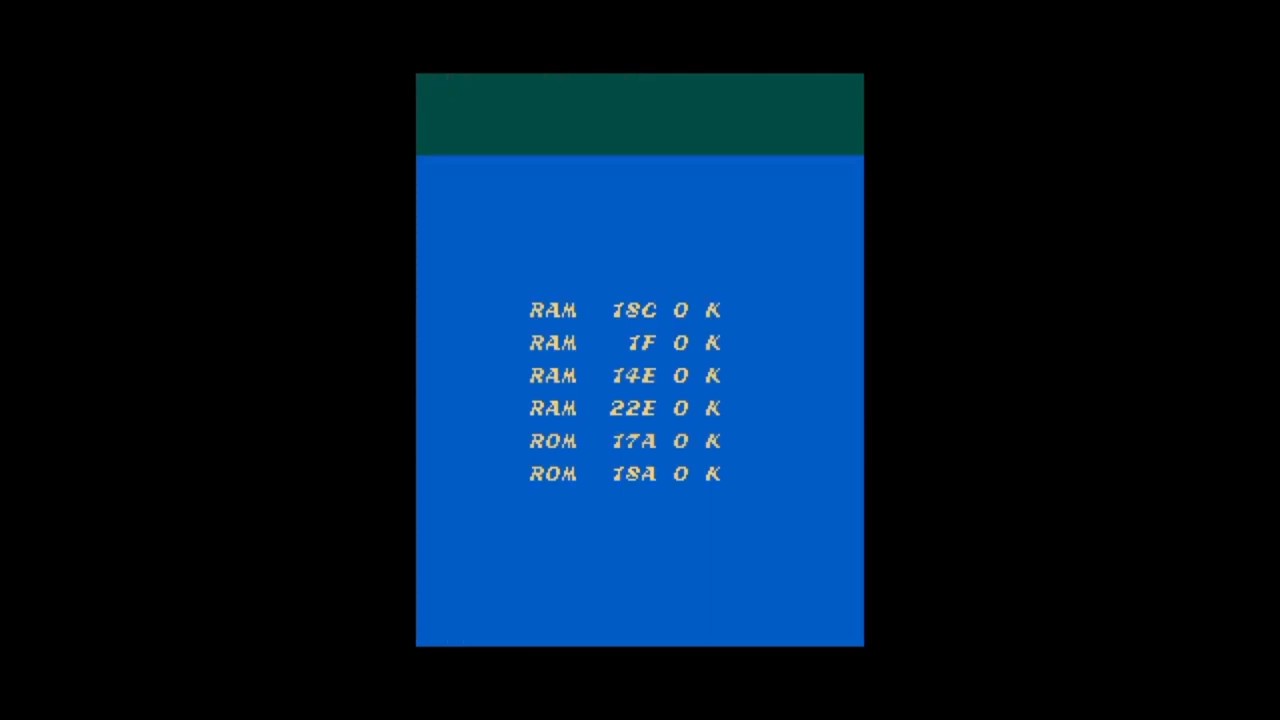 RAM 18C O K
RAM 1F O K
RAM 14E O K
RAM 22E O K
ROM 17A O K
ROM 18A O K